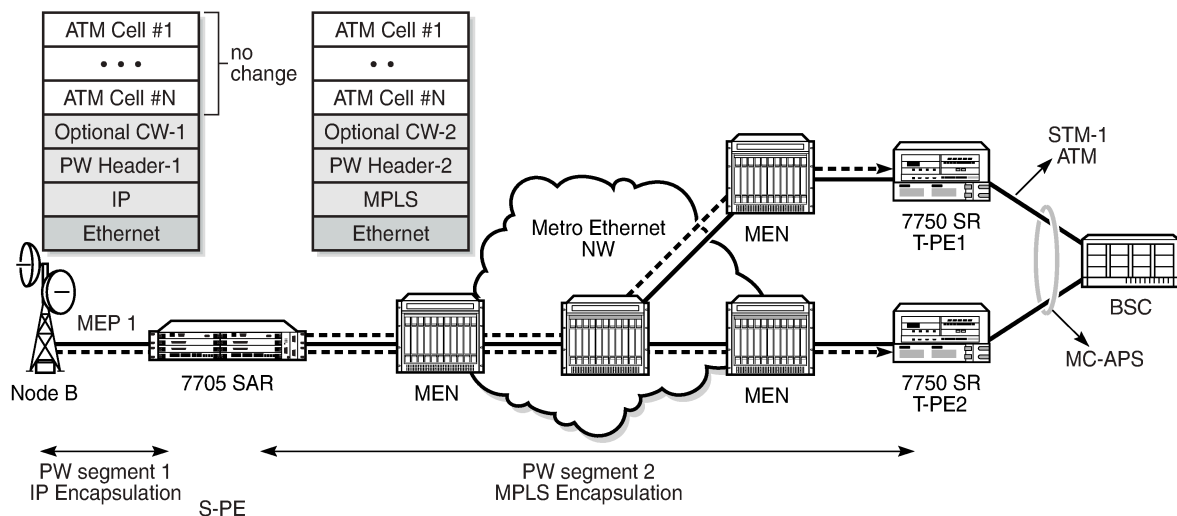 ATM Cell #1
• • •
ATM Cell #N
Optional CW-1
PW Header-1
IP
Ethernet
no
change
ATM Cell #1
• •
ATM Cell #N
Optional CW-2
PW Header-2
MPLS
Ethernet
Metro Ethernet
NW
MEN
7750 SR
T-PE1
STM-1
ATM
BSC
MEP 1
Node B
7705 SAR
MEN
MEN
7750 SR
T-PE2
MC-APS
PW segment 1
IP Encapsulation
S-PE
PW segment 2
MPLS Encapsulation